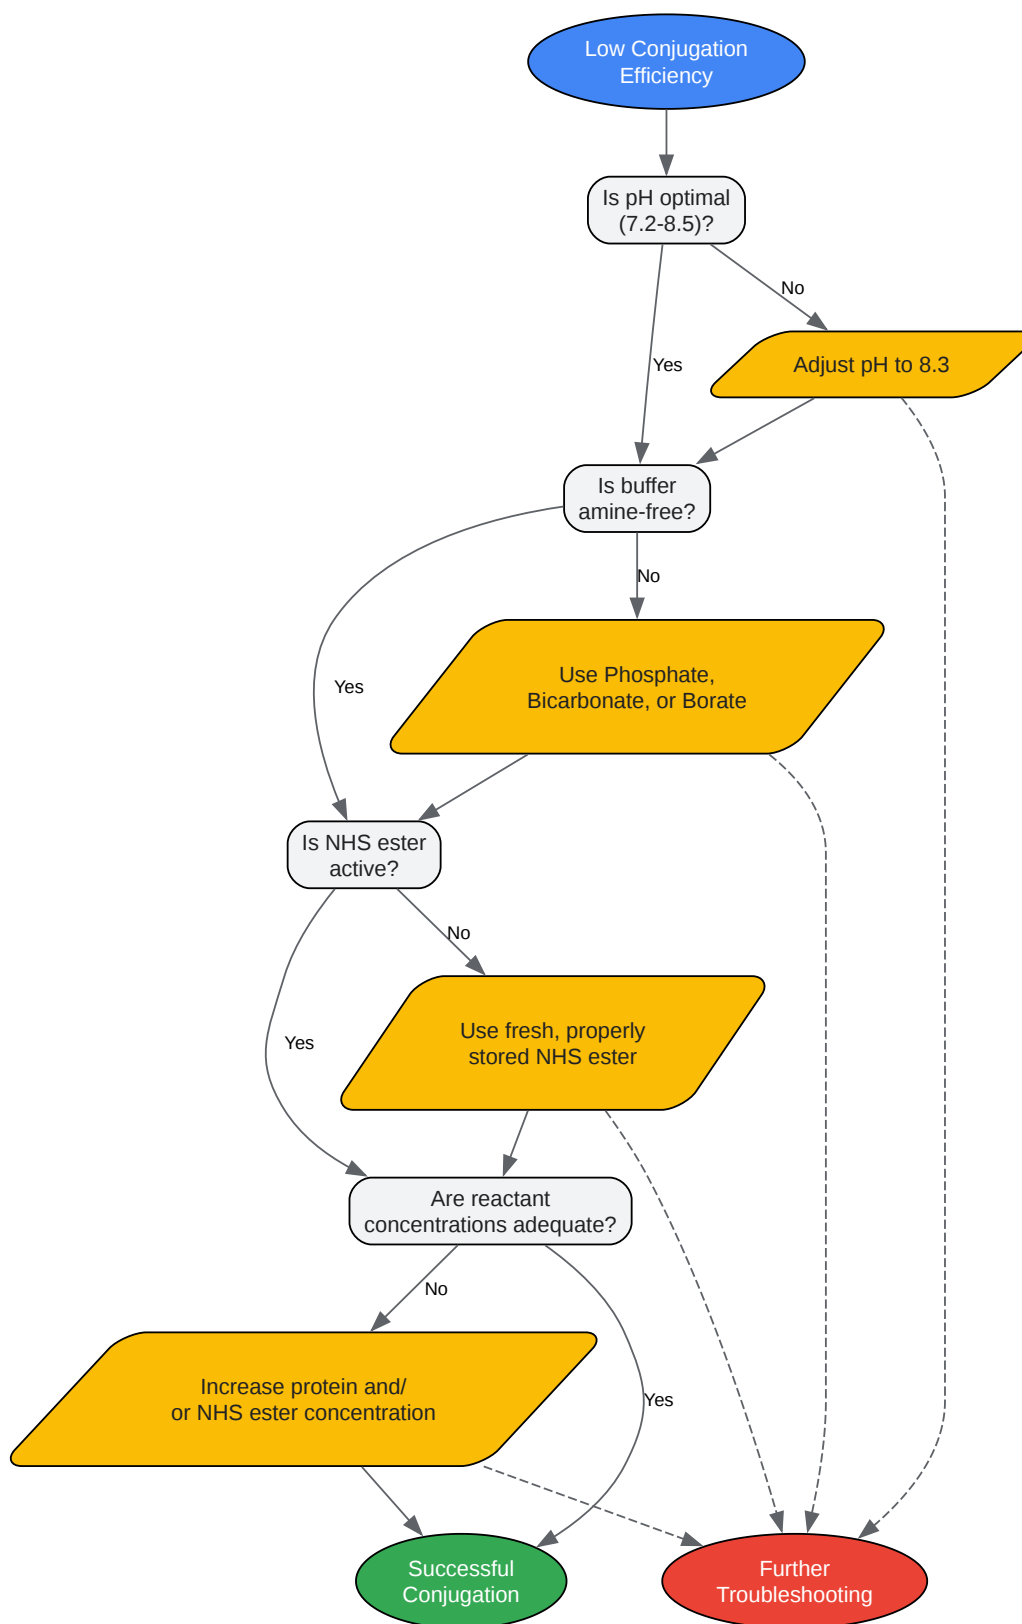 Low Conjugation
Efficiency
Is pH optimal
(7.2-8.5)?
No
Yes
Adjust pH to 8.3
Is buffer
amine-free?
No
Yes
Use Phosphate,
Bicarbonate, or Borate
Is NHS ester
active?
No
Yes
Use fresh, properly
stored NHS ester
Are reactant
concentrations adequate?
No
Yes
Increase protein and/
or NHS ester concentration
Successful
Conjugation
Further
Troubleshooting